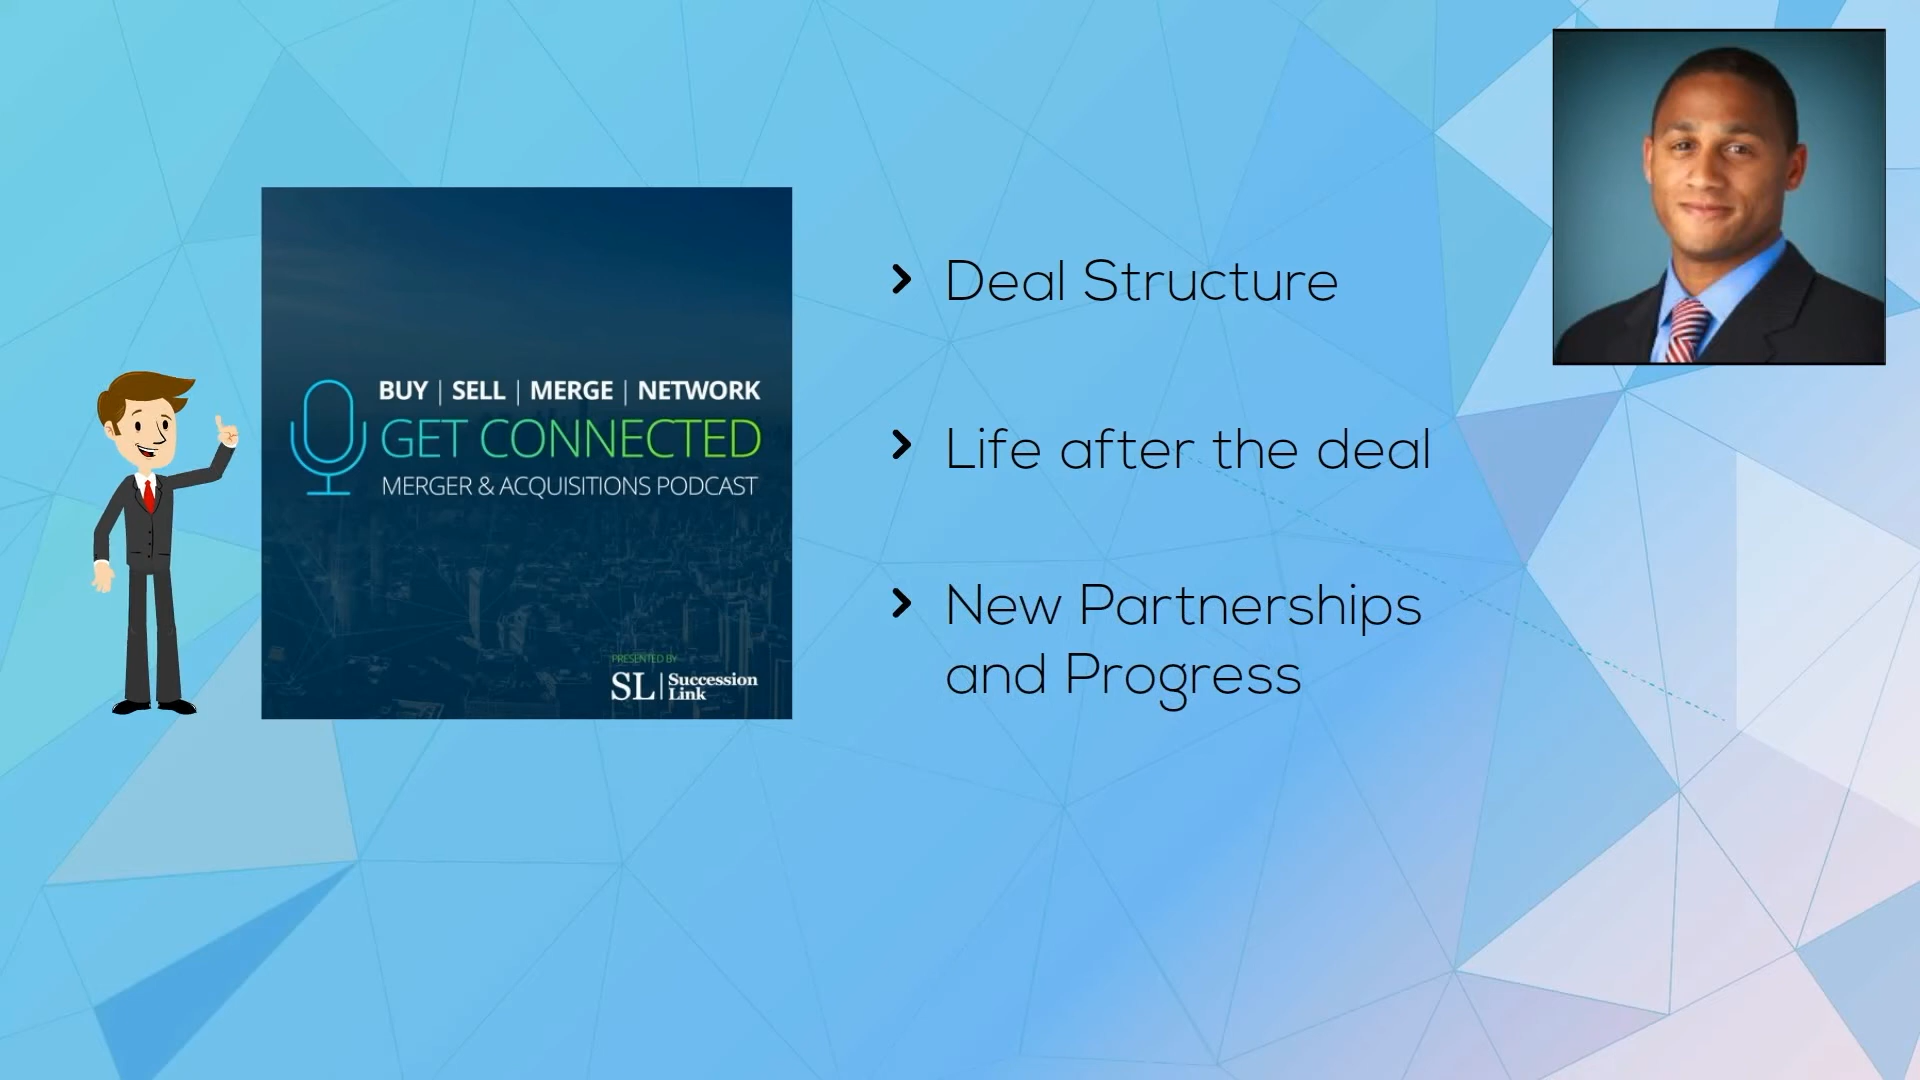 BUY | SELL | MERGE | NETWORK
GET CONNECTED
MERGER & ACQUISITIONS PODCAST
PRESENTED BY
SL | Succession
Link
Deal Structure
Life after the deal
New Partnerships
and Progress